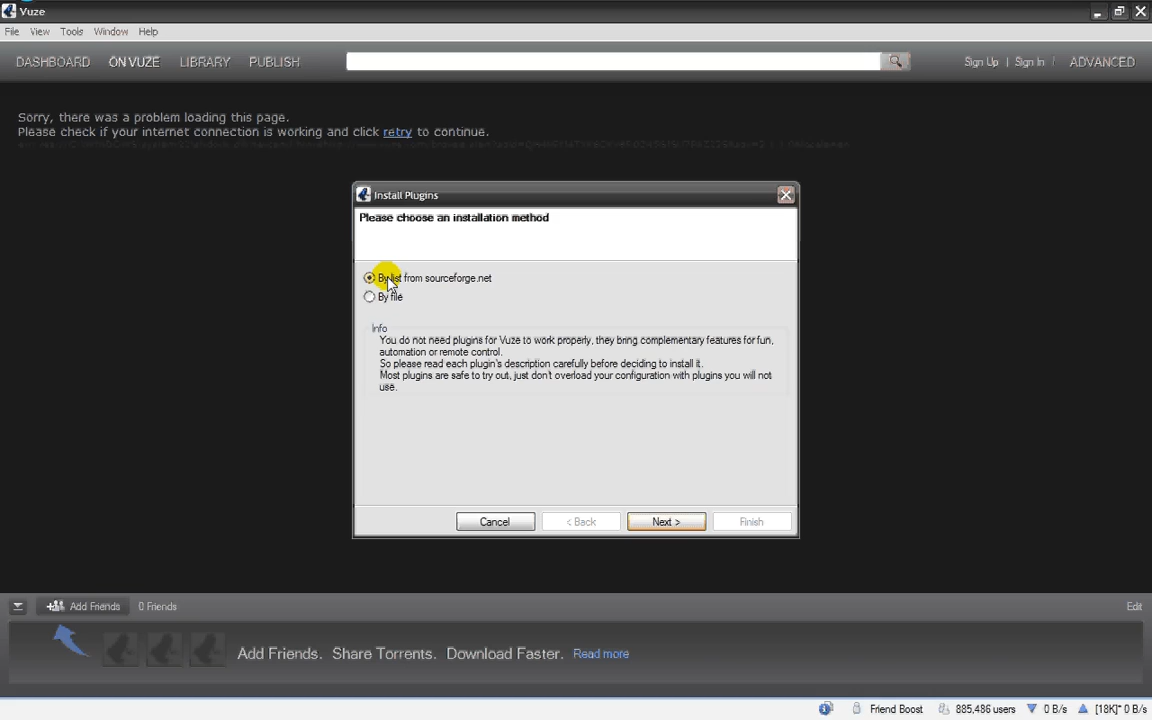 Vuze
File View Tools Window Help
DASHBOARD ON VUZE LIBRARY PUBLISH Sign Up | Sign In / ADVANCED
Sorry, there was a problem loading this page.
Please check if your internet connection is working and click retry to continue.
Install Plugins
Please choose an installation method
By list from sourceforge.net
By file
Info
You do not need plugins for Vuze to work properly, they bring complementary features for fun,
automation or remote control.
So please read each plugin's description carefully before deciding to install it.
Most plugins are safe to try out, just don't overload your configuration with plugins you will not
use.
Cancel < Back Next > Finish
Add Friends 0 Friends Edit
Add Friends. Share Torrents. Download Faster. Read more
Friend Boost 885,486 users 0 B/s [18K]* 0 B/s